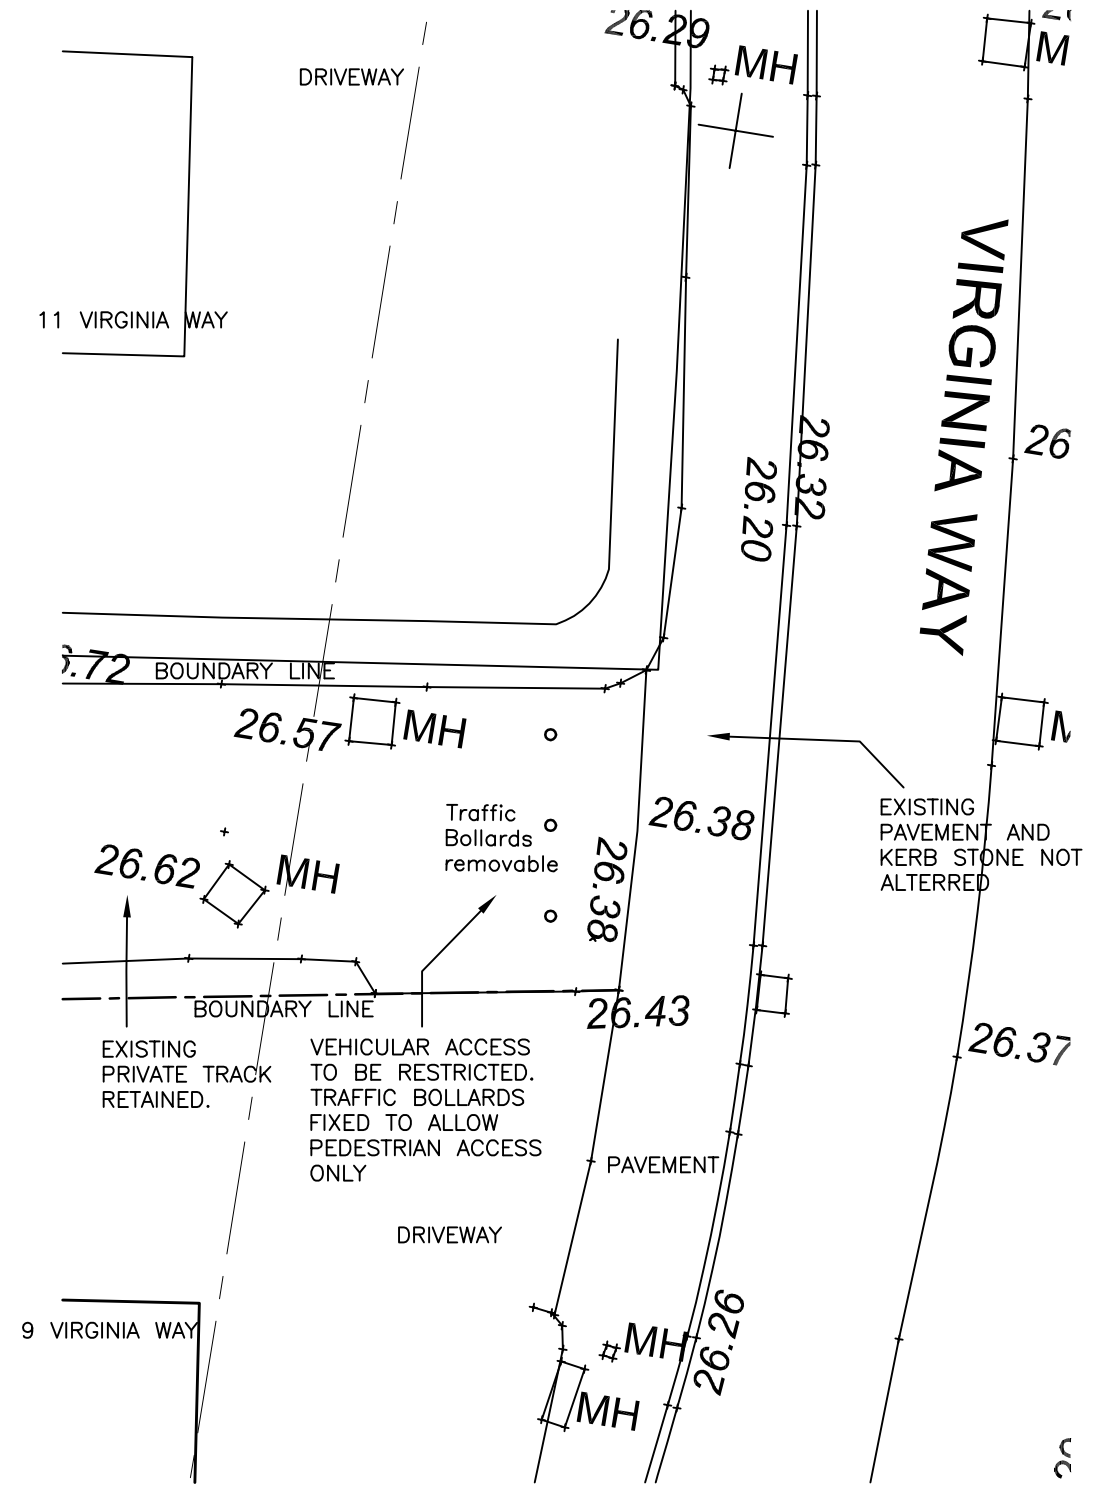 26.29
MH
DRIVEWAY
11 VIRGINIA WAY
VIRGINIA WAY
26.32
26.20
BOUNDARY LINE
26.57
MH
EXISTING
PAVEMENT AND
KERB STONE NOT
ALTERRED
Traffic
Bollards
removable
26.38
26.38
26.62
MH
BOUNDARY LINE
26.43
26.37
EXISTING
PRIVATE TRACK
RETAINED.
VEHICULAR ACCESS
TO BE RESTRICTED.
TRAFFIC BOLLARDS
FIXED TO ALLOW
PEDESTRIAN ACCESS
ONLY
PAVEMENT
DRIVEWAY
9 VIRGINIA WAY
MH
26.26
MH